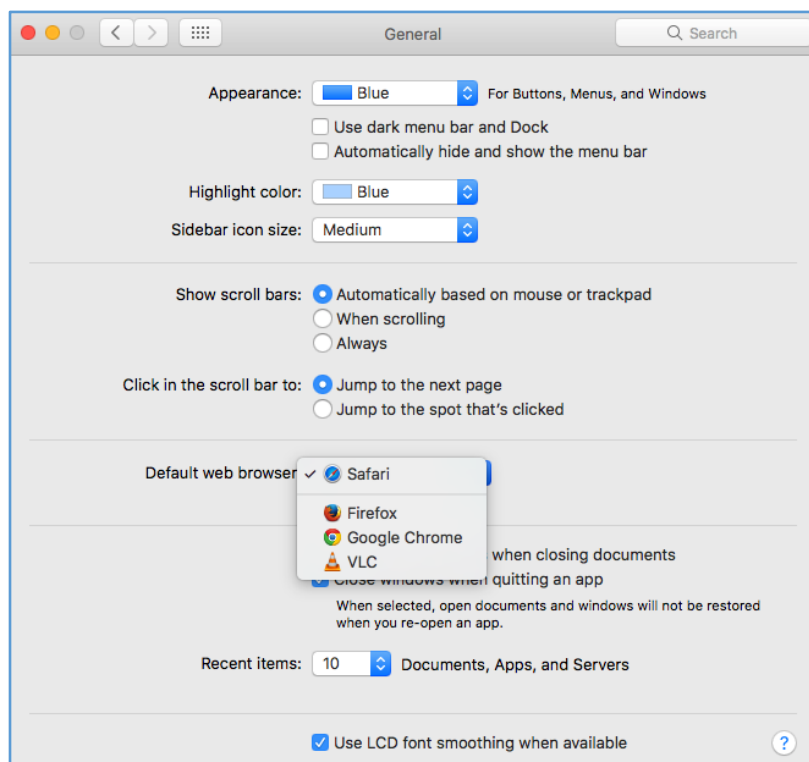 General
Search
Appearance: Blue For Buttons, Menus, and Windows
Use dark menu bar and Dock
Automatically hide and show the menu bar
Highlight color: Blue
Sidebar icon size: Medium
Show scroll bars: Automatically based on mouse or trackpad
When scrolling
Always
Click in the scroll bar to: Jump to the next page
Jump to the spot that's clicked
Default web browser Safari
Firefox
Google Chrome
VLC
when closing documents
Close windows when quitting an app
When selected, open documents and windows will not be restored
when you re-open an app.
Recent items: 10 Documents, Apps, and Servers
Use LCD font smoothing when available
?